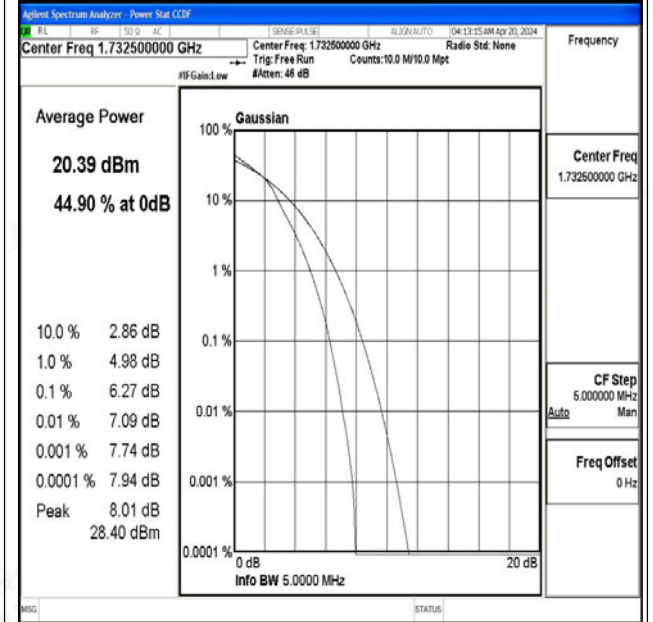 Agilent Spectrum Analyzer - Power Stat CCDF
RL RF 50 Ω AC SENSE:PULSE ALIGN AUTO 04:13:15 AM Apr 20, 2024
Center Freq 1.732500000 GHz
Center Freq: 1.732500000 GHz Radio Std: None
Trig: Free Run Counts:10.0 M/10.0 Mpt
#IFGain:Low #Atten: 46 dB
Average Power
20.39 dBm
44.90 % at 0dB
10.0 % 2.86 dB
1.0 % 4.98 dB
0.1 % 6.27 dB
0.01 % 7.09 dB
0.001 % 7.74 dB
0.0001 % 7.94 dB
Peak 8.01 dB
28.40 dBm
Gaussian
100 %
10 %
1 %
0.1 %
0.01 %
0.001 %
0.0001 %
0 dB 20 dB
Info BW 5.0000 MHz
Frequency
Center Freq
1.732500000 GHz
CF Step
5.000000 MHz
Auto Man
Freq Offset
0 Hz
MSG STATUS